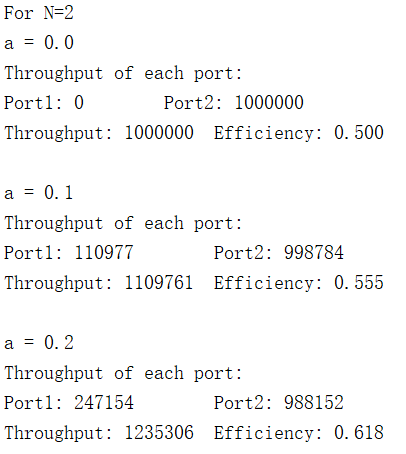 For N=2
a = 0.0
Throughput of each port:
Port1: 0 Port2: 1000000
Throughput: 1000000 Efficiency: 0.500
a = 0.1
Throughput of each port:
Port1: 110977 Port2: 998784
Throughput: 1109761 Efficiency: 0.555
a = 0.2
Throughput of each port:
Port1: 247154 Port2: 988152
Throughput: 1235306 Efficiency: 0.618